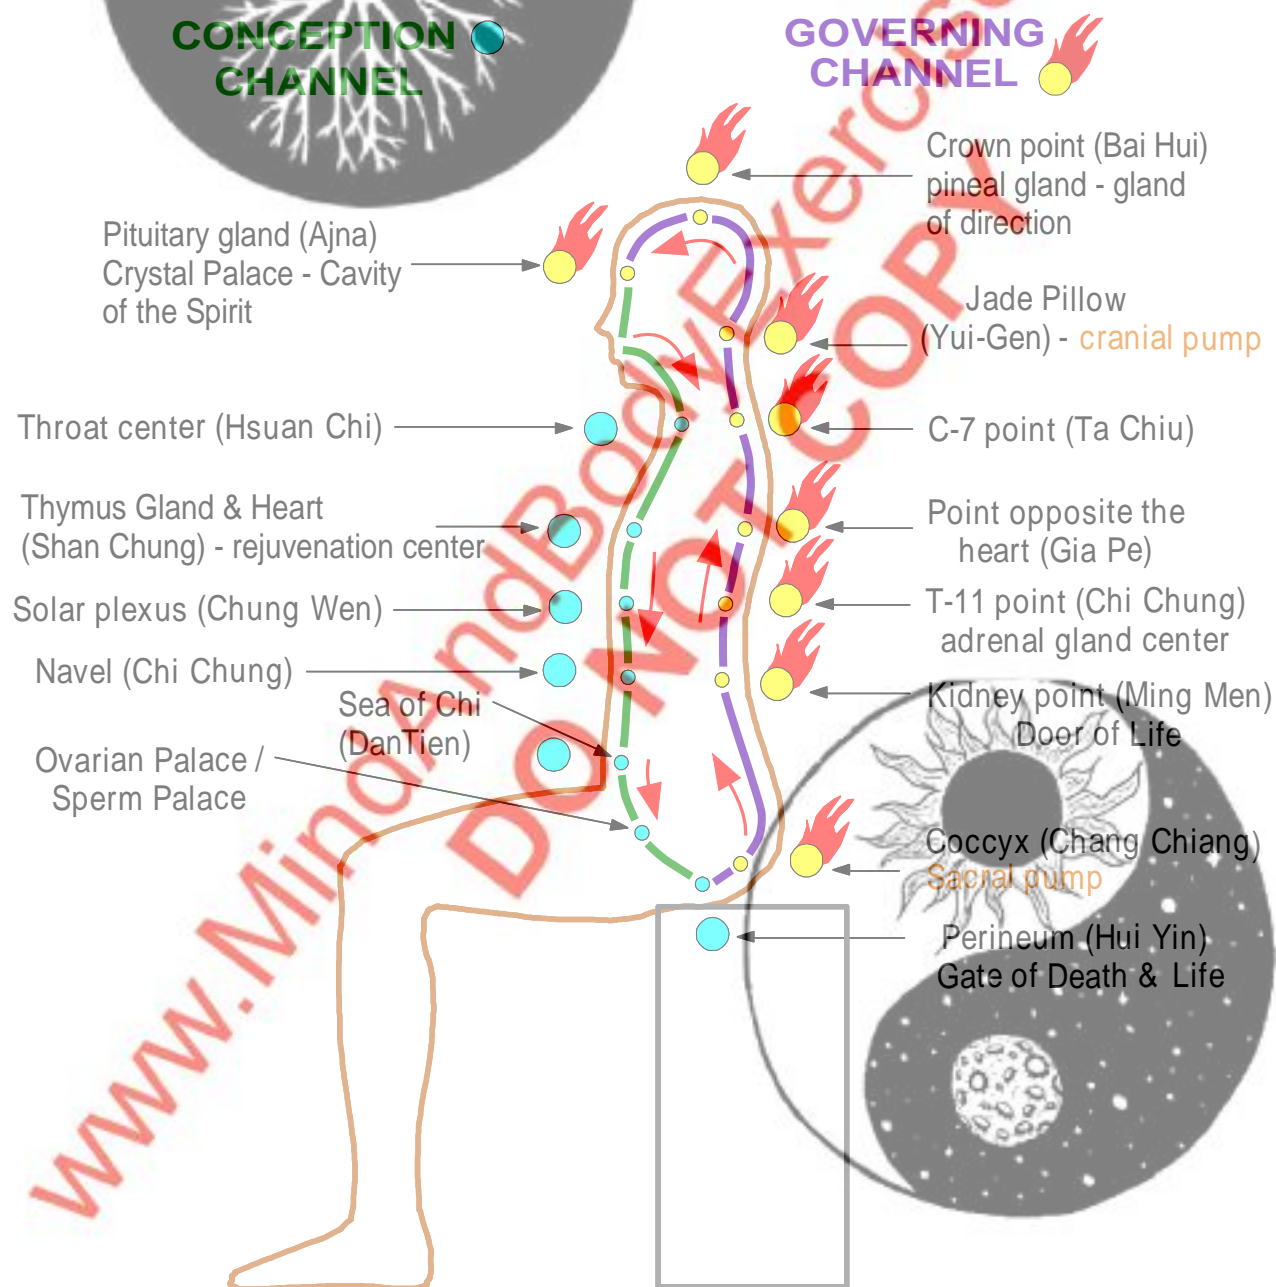 CONCEPTION
CHANNEL
GOVERNING
CHANNEL
Crown point (Bai Hui)
pineal gland - gland
of direction
Pituitary gland (Ajna)
Crystal Palace - Cavity
of the Spirit
Jade Pillow
(Yui-Gen) - cranial pump
Throat center (Hsuan Chi)
C-7 point (Ta Chiu)
Thymus Gland & Heart
(Shan Chung) - rejuvenation center
Point opposite the
heart (Gia Pe)
Solar plexus (Chung Wen)
T-11 point (Chi Chung)
adrenal gland center
Navel (Chi Chung)
Kidney point (Ming Men)
Door of Life
Sea of Chi
(DanTien)
Ovarian Palace /
Sperm Palace
Coccyx (Chang Chiang)
Sacral pump
Perineum (Hui Yin)
Gate of Death & Life
DO NOT COPY